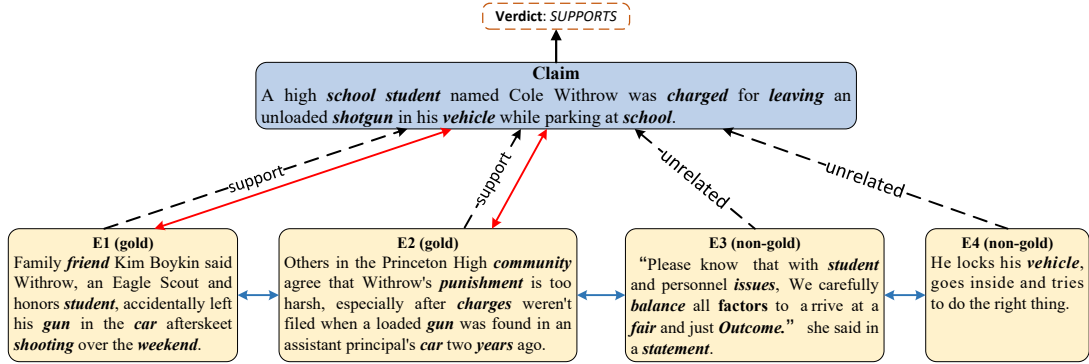 Verdict: SUPPORTS
Claim
A high school student named Cole Withrow was charged for leaving an
unloaded shotgun in his vehicle while parking at school.
support
support
unrelated
unrelated
E1 (gold)
Family friend Kim Boykin said
Withrow, an Eagle Scout and
honors student, accidentally left
his gun in the car afterskeet
shooting over the weekend.
E2 (gold)
Others in the Princeton High community
agree that Withrow's punishment is too
harsh, especially after charges weren't
filed when a loaded gun was found in an
assistant principal's car two years ago.
E3 (non-gold)
“Please know that with student
and personnel issues, We carefully
balance all factors to a rrive at a
fair and just Outcome.” she said in
a statement.
E4 (non-gold)
He locks his vehicle,
goes inside and tries
to do the right thing.